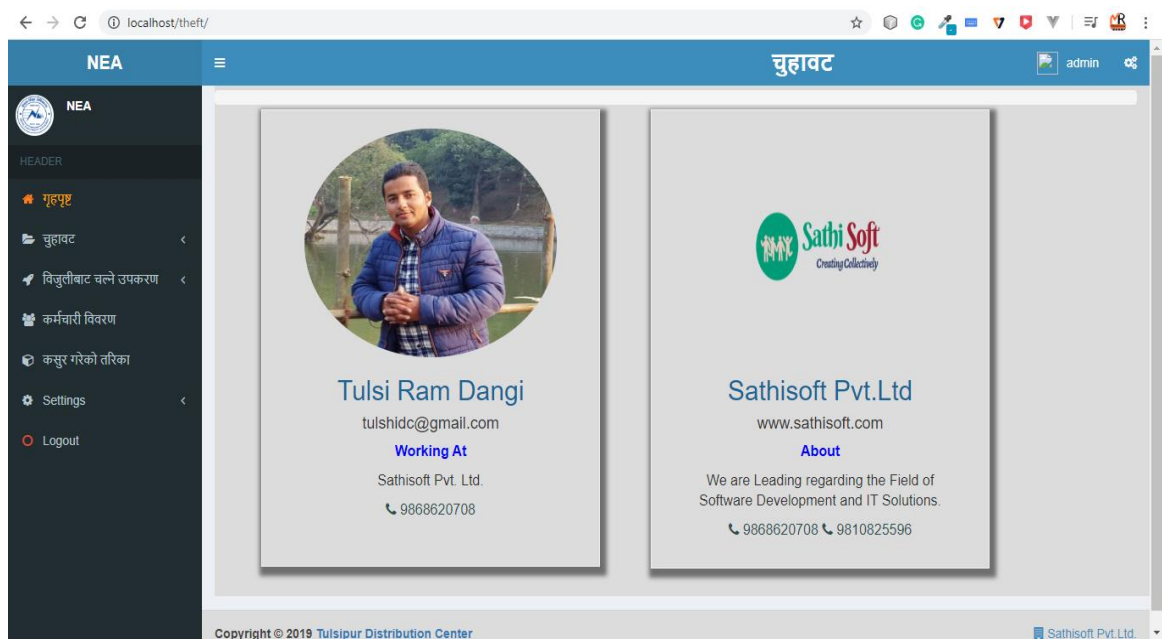 localhost/theft/
NEA
चुहावट
admin
NEA
HEADER
गृहपृष्ट
चुहावट
विजुलीबाट चल्ने उपकरण
कर्मचारी विवरण
कसुर गरेको तरिका
Settings
Logout
Tulsi Ram Dangi
tulshidc@gmail.com
Working At
Sathisoft Pvt. Ltd.
9868620708
Sathi Soft
Creating Collectively
Sathisoft Pvt.Ltd
www.sathisoft.com
About
We are Leading regarding the Field of
Software Development and IT Solutions.
9868620708 9810825596
Copyright © 2019 Tulsipur Distribution Center
Sathisoft Pvt.Ltd.